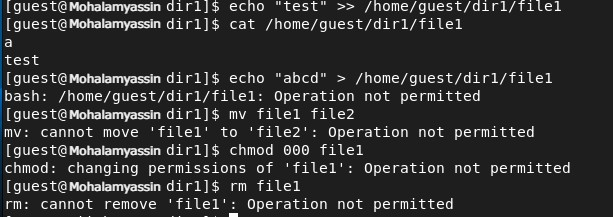 [guest@Mohalamyassin dir1]$ echo "test" >> /home/guest/dir1/file1
[guest@Mohalamyassin dir1]$ cat /home/guest/dir1/file1
a
test
[guest@Mohalamyassin dir1]$ echo "abcd" > /home/guest/dir1/file1
bash: /home/guest/dir1/file1: Operation not permitted
[guest@Mohalamyassin dir1]$ mv file1 file2
mv: cannot move 'file1' to 'file2': Operation not permitted
[guest@Mohalamyassin dir1]$ chmod 000 file1
chmod: changing permissions of 'file1': Operation not permitted
[guest@Mohalamyassin dir1]$ rm file1
rm: cannot remove 'file1': Operation not permitted